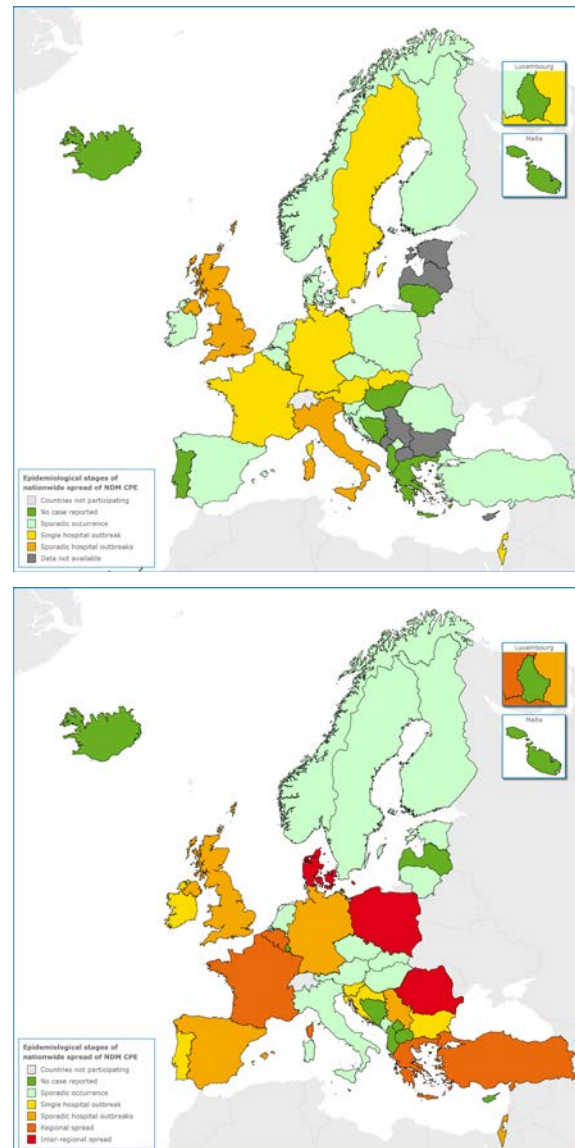 Luxembourg
Malta
Epidemiological stages of
nationwide spread of NDM CPE
Countries not participating
No case reported
Sporadic occurrence
Single hospital outbreak
Sporadic hospital outbreaks
Date not available
Luxembourg
Malta
Epidemiological stages of
nationwide spread of NDM CPE
Countries not participating
No case reported
Sporadic occurrence
Single hospital outbreak
Sporadic hospital outbreaks
Regional spread
Inter-regional spread